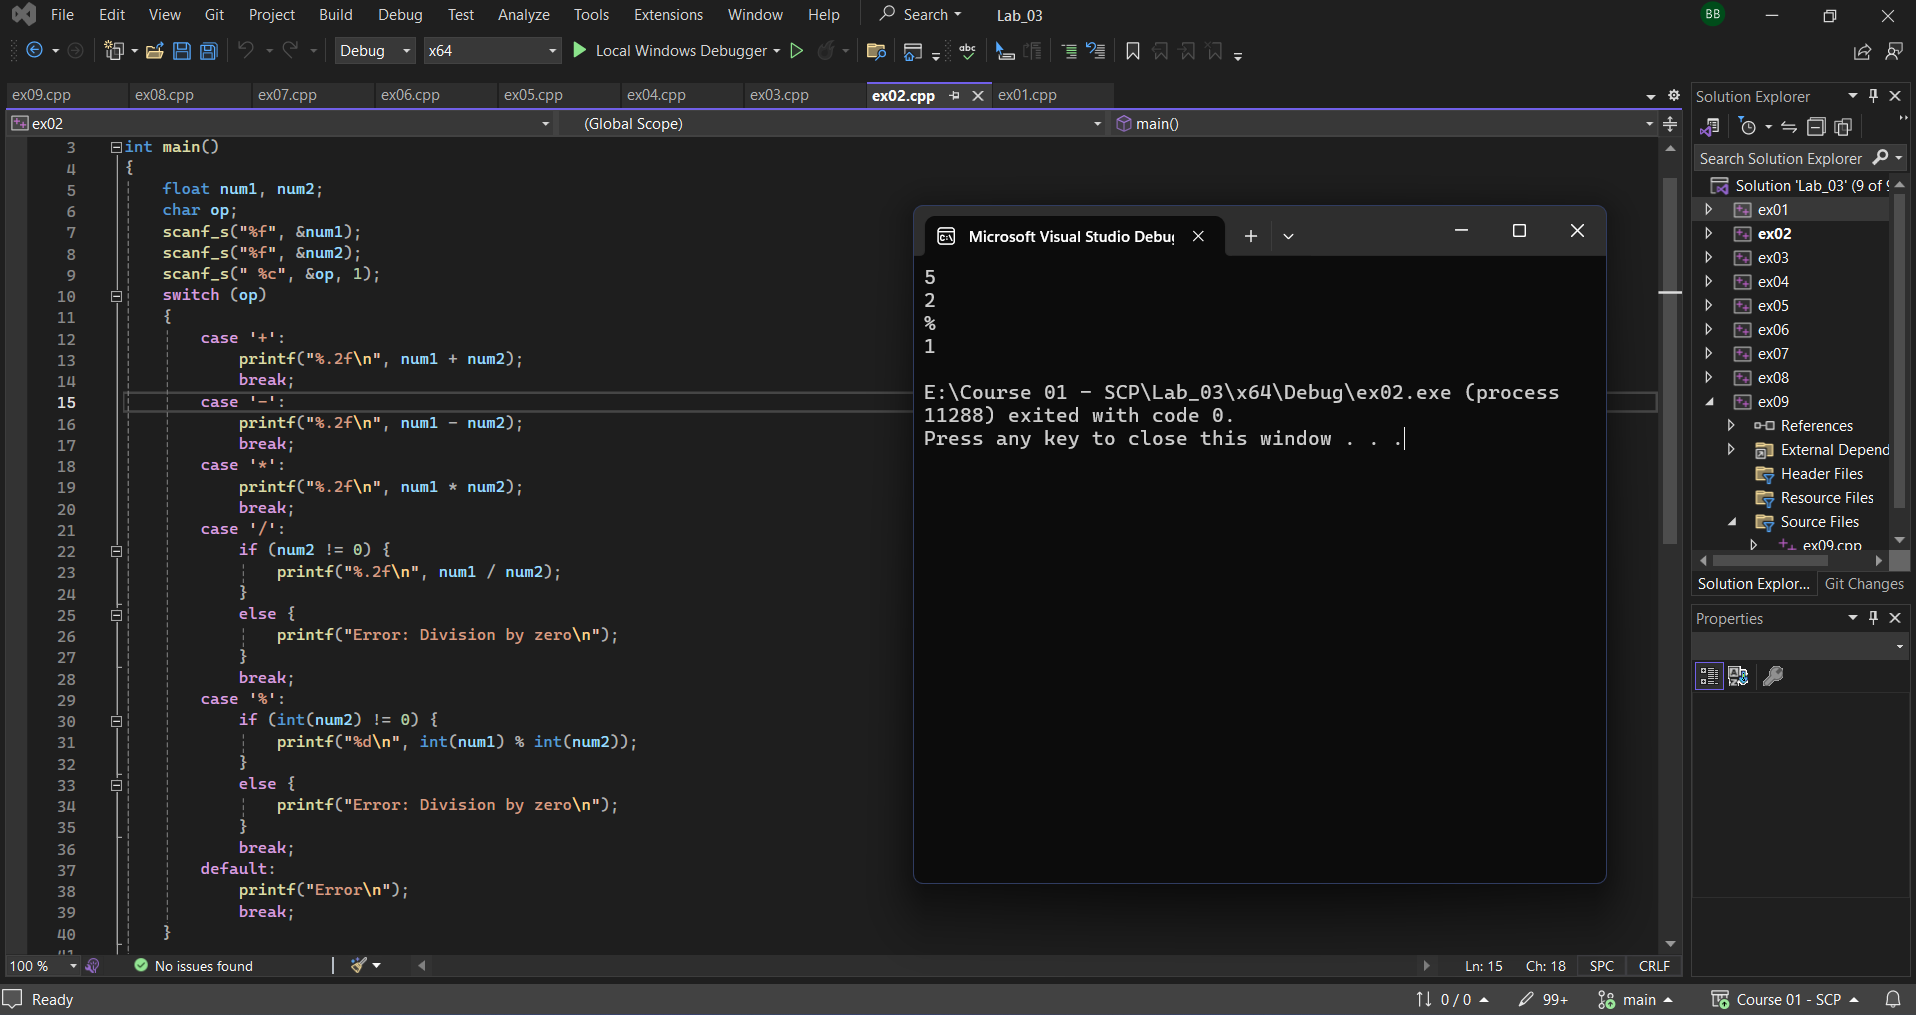 File Edit View Git Project Build Debug Test Analyze Tools Extensions Window Help Search Lab_03 BB
Debug x64 Local Windows Debugger
ex09.cpp ex08.cpp ex07.cpp ex06.cpp ex05.cpp ex04.cpp ex03.cpp ex02.cpp ex01.cpp
ex02 (Global Scope) main()
3 int main()
4 {
5 float num1, num2;
6 char op;
7 scanf_s("%f", &num1);
8 scanf_s("%f", &num2);
9 scanf_s(" %c", &op, 1);
10 switch (op)
11 {
12 case '+':
13 printf("%.2f\n", num1 + num2);
14 break;
15 case '-':
16 printf("%.2f\n", num1 - num2);
17 break;
18 case '*':
19 printf("%.2f\n", num1 * num2);
20 break;
21 case '/':
22 if (num2 != 0) {
23 printf("%.2f\n", num1 / num2);
24 }
25 else {
26 printf("Error: Division by zero\n");
27 }
28 break;
29 case '%':
30 if (int(num2) != 0) {
31 printf("%d\n", int(num1) % int(num2));
32 }
33 else {
34 printf("Error: Division by zero\n");
35 }
36 break;
37 default:
38 printf("Error\n");
39 break;
40 }
Microsoft Visual Studio Debu
5
2
%
1
E:\Course 01 - SCP\Lab_03\x64\Debug\ex02.exe (process
11288) exited with code 0.
Press any key to close this window . . .
Solution Explorer
Search Solution Explorer
Solution 'Lab_03' (9 of 9
ex01
ex02
ex03
ex04
ex05
ex06
ex07
ex08
ex09
References
External Depend
Header Files
Resource Files
Source Files
ex09.cpp
Solution Explor... Git Changes
Properties
100 % No issues found Ln: 15 Ch: 18 SPC CRLF
Ready 0 / 0 99+ main Course 01 - SCP